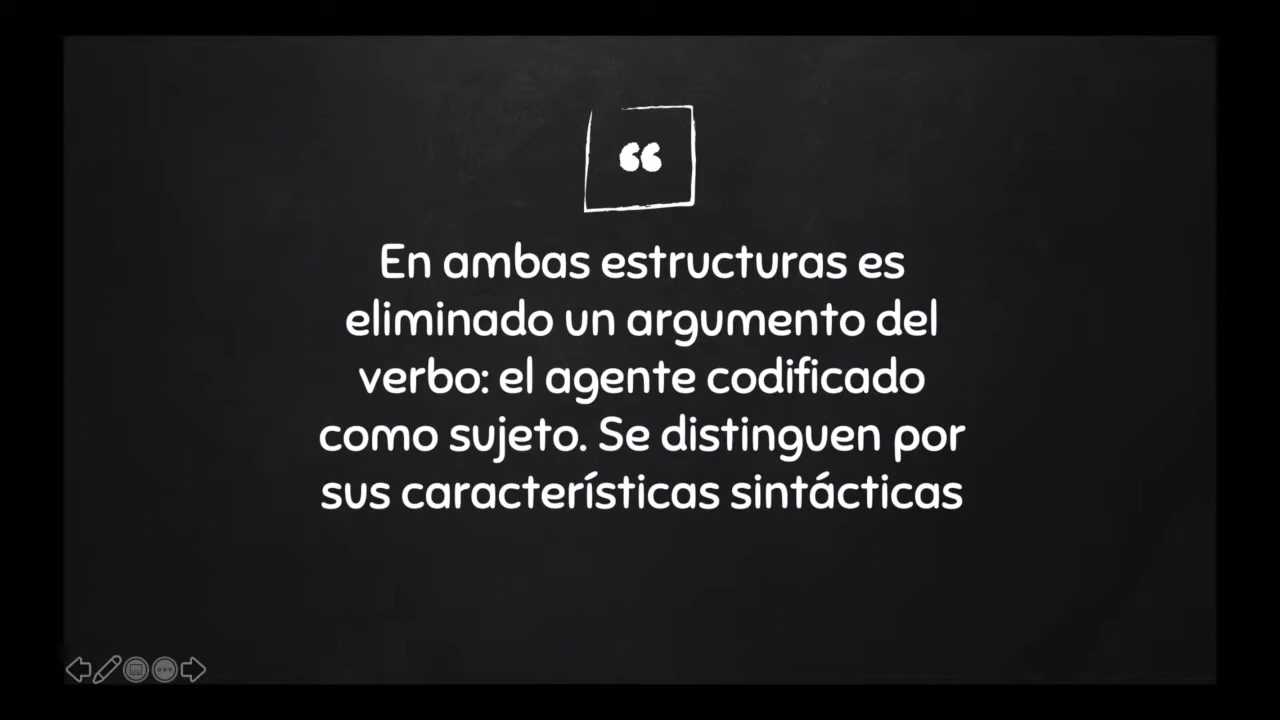 “
En ambas estructuras es
eliminado un argumento del
verbo: el agente codificado
como sujeto. Se distinguen por
sus características sintácticas